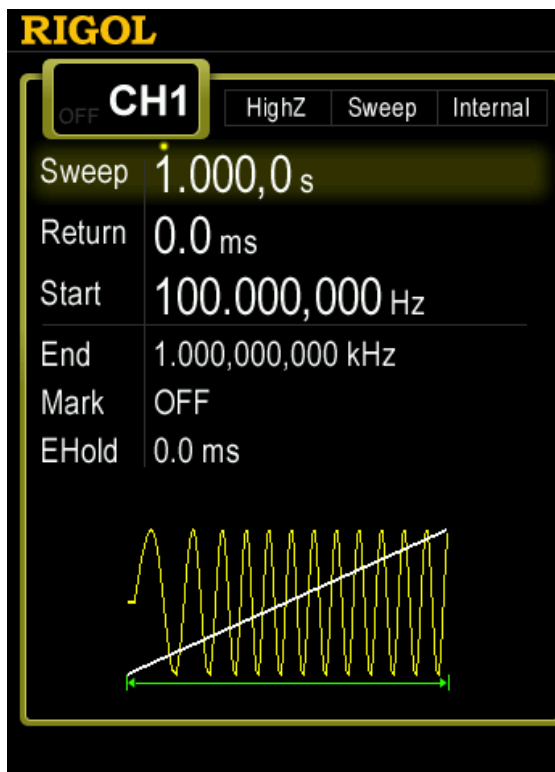 RIGOL
OFF CH1 HighZ Sweep Internal
Sweep 1.000,0 s
Return 0.0 ms
Start 100.000,000 Hz
End 1.000,000,000 kHz
Mark OFF
EHold 0.0 ms